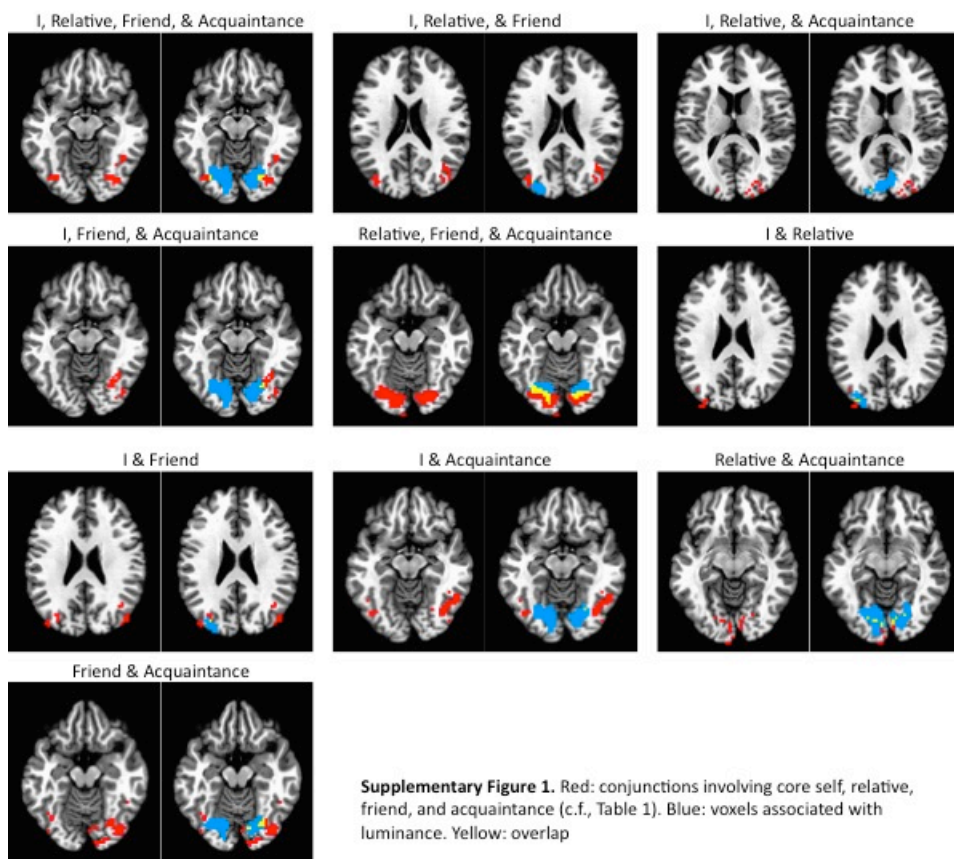 I, Relative, Friend, & Acquaintance
I, Relative, & Friend
I, Relative, & Acquaintance
I, Friend, & Acquaintance
Relative, Friend, & Acquaintance
I & Relative
I & Friend
I & Acquaintance
Relative & Acquaintance
Friend & Acquaintance
Supplementary Figure 1. Red: conjunctions involving core self, relative,
friend, and acquaintance (c.f., Table 1). Blue: voxels associated with
luminance. Yellow: overlap